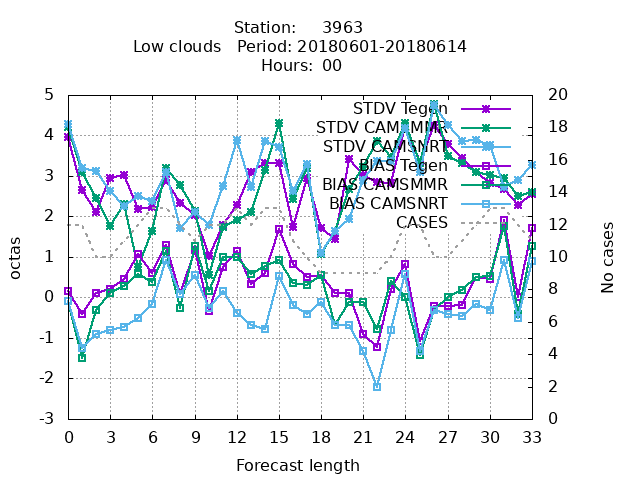 Station: 3963
Low clouds Period: 20180601-20180614
Hours: 00
5
4
3
2
1
0
-1
-2
-3
octas
20
18
16
14
12
10
8
6
4
2
0
No cases
STDV Tegen
STDV CAMSMMR
STDV CAMSNRT
BIAS Tegen
BIAS CAMSMMR
BIAS CAMSNRT
CASES
0 3 6 9 12 15 18 21 24 27 30 33
Forecast length